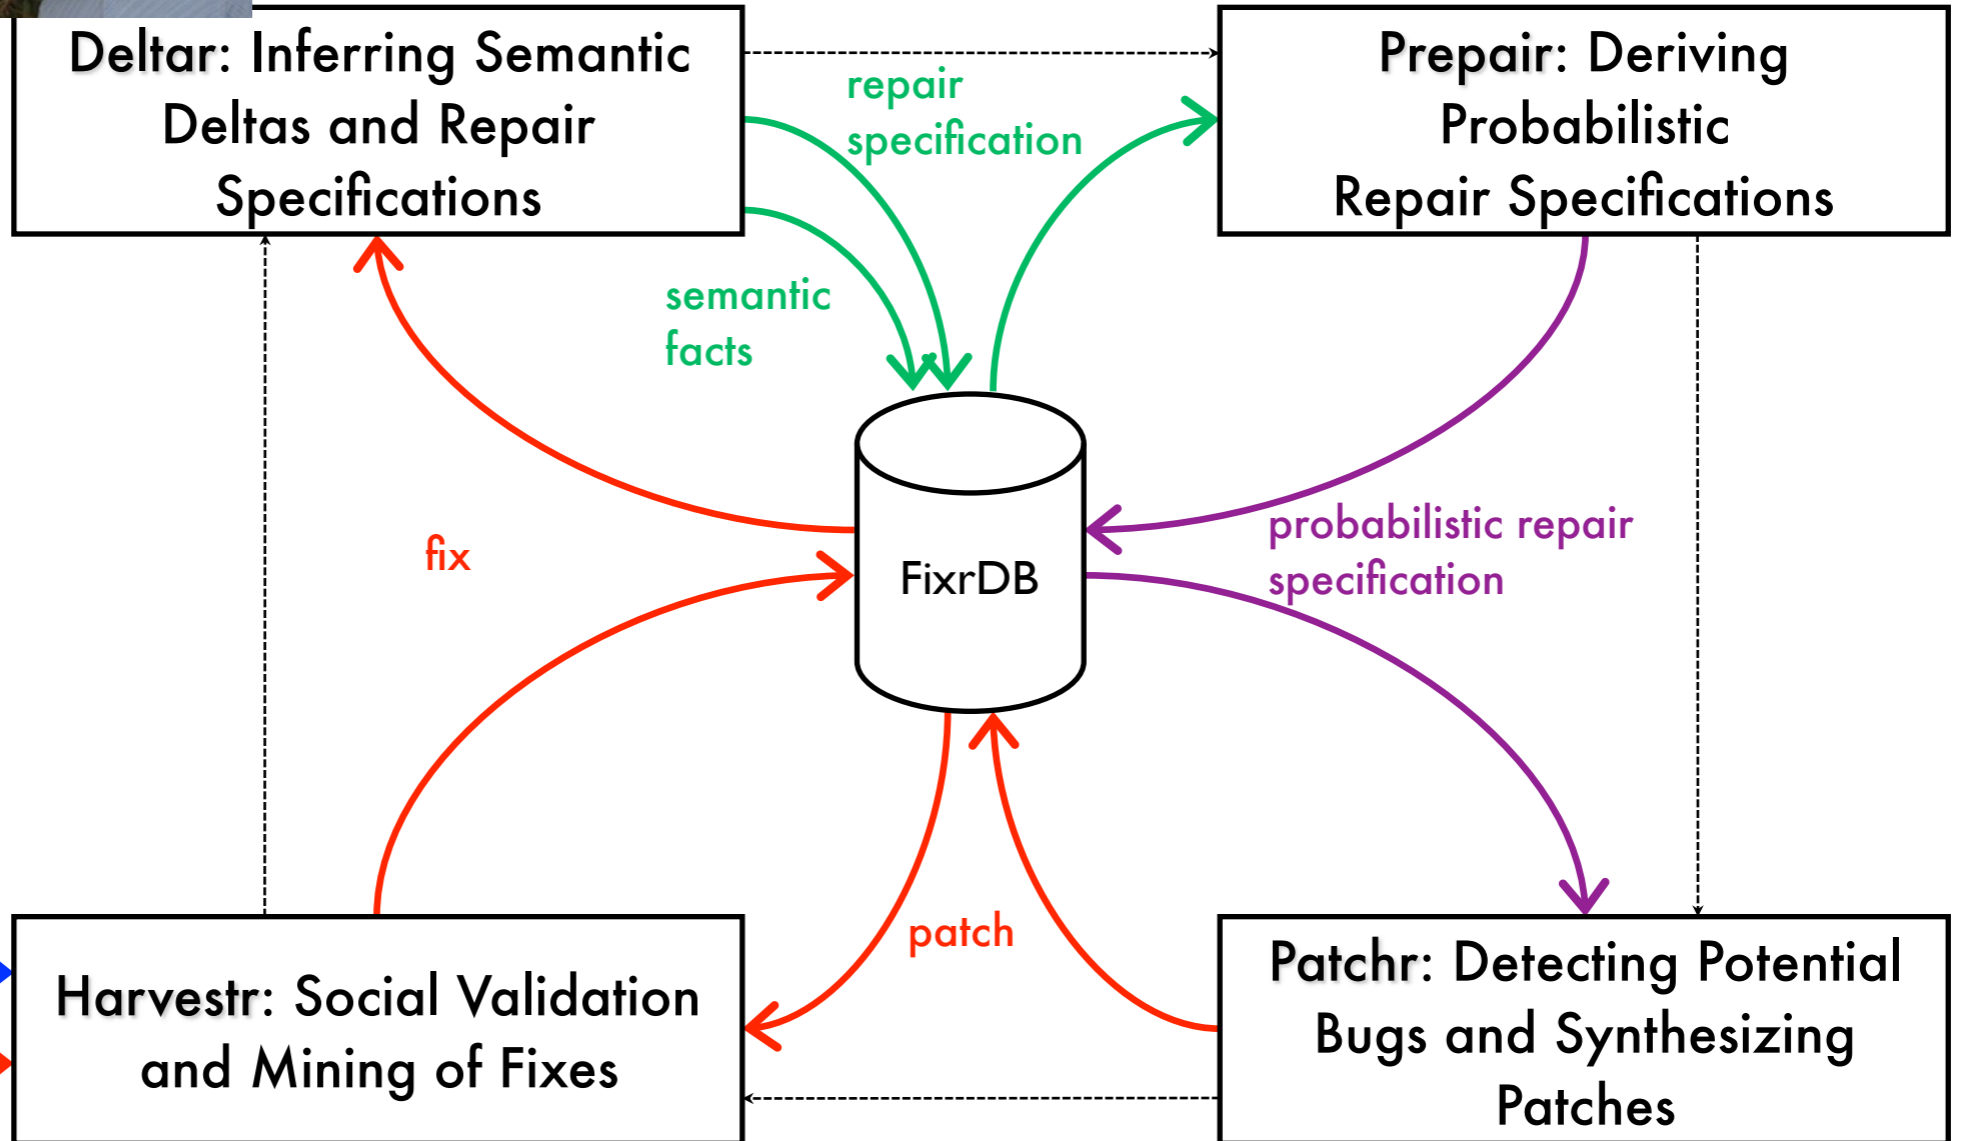 Deltar: Inferring Semantic
Deltas and Repair
Specifications
repair
specification
Prepair: Deriving
Probabilistic
Repair Specifications
semantic
facts
fix
FixrDB
probabilistic repair
specification
patch
Harvestr: Social Validation
and Mining of Fixes
Patchr: Detecting Potential
Bugs and Synthesizing
Patches